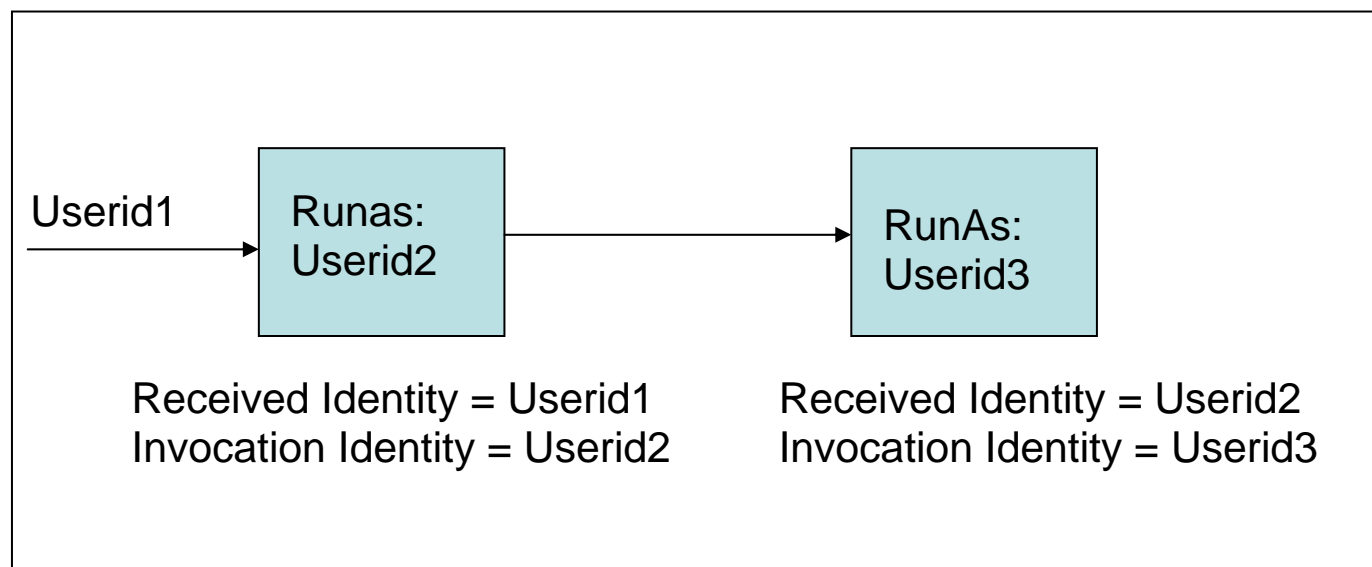 Userid1
Runas:
Userid2
RunAs:
Userid3
Received Identity = Userid1
Invocation Identity = Userid2
Received Identity = Userid2
Invocation Identity = Userid3